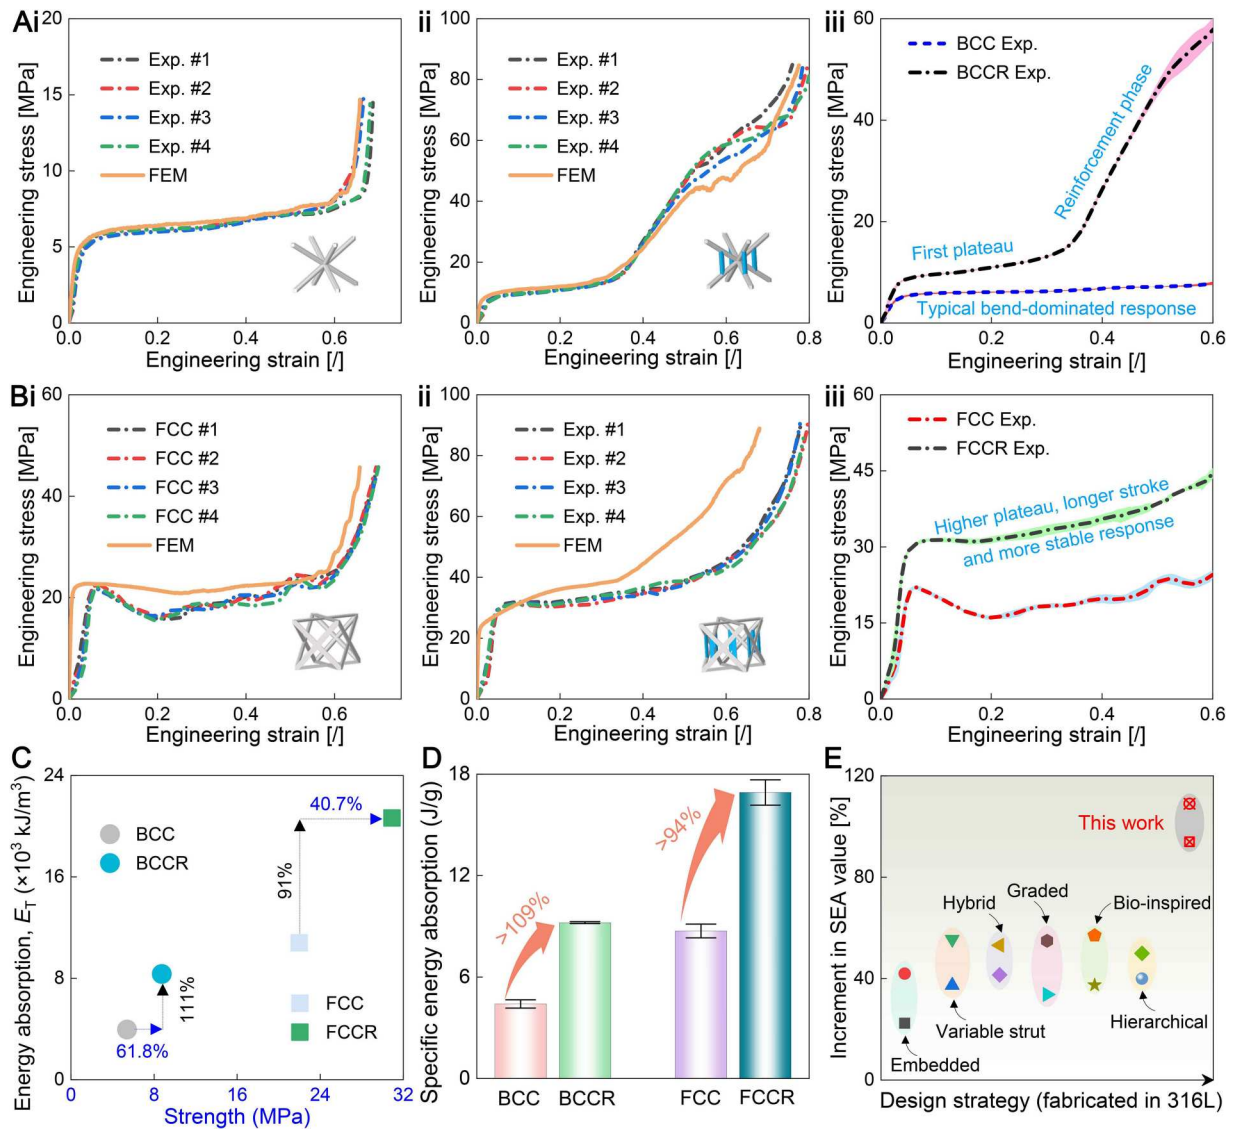 Ai
20
15
10
5
0
Engineering stress [MPa]
Exp. #1
Exp. #2
Exp. #3
Exp. #4
FEM
0.0 0.2 0.4 0.6
Engineering strain [/]
ii
100
80
60
40
20
0
Engineering stress [MPa]
Exp. #1
Exp. #2
Exp. #3
Exp. #4
FEM
0.0 0.2 0.4 0.6 0.8
Engineering strain [/]
iii
60
40
20
0
Engineering stress [MPa]
BCC Exp.
BCCR Exp.
Reinforcement phase
First plateau
Typical bend-dominated response
0.0 0.2 0.4 0.6
Engineering strain [/]
Bi
60
40
20
0
Engineering stress [MPa]
FCC #1
FCC #2
FCC #3
FCC #4
FEM
0.0 0.2 0.4 0.6
Engineering strain [/]
ii
100
80
60
40
20
0
Engineering stress [MPa]
Exp. #1
Exp. #2
Exp. #3
Exp. #4
FEM
0.0 0.2 0.4 0.6 0.8
Engineering strain [/]
iii
60
45
30
15
0
Engineering stress [MPa]
FCC Exp.
FCCR Exp.
Higher plateau, longer stroke
and more stable response
0.0 0.2 0.4 0.6
Engineering strain [/]
C
24
16
8
0
Energy absorption, E_T (×10³ kJ/m³)
40.7%
BCC
BCCR
91%
111%
61.8%
FCC
FCCR
0 8 16 24 32
Strength (MPa)
D
18
12
6
0
Specific energy absorption (J/g)
>109%
>94%
BCC BCCR FCC FCCR
E
120
80
40
0
Increment in SEA value [%]
This work
Graded
Hybrid
Bio-inspired
Variable strut
Hierarchical
Embedded
Design strategy (fabricated in 316L)